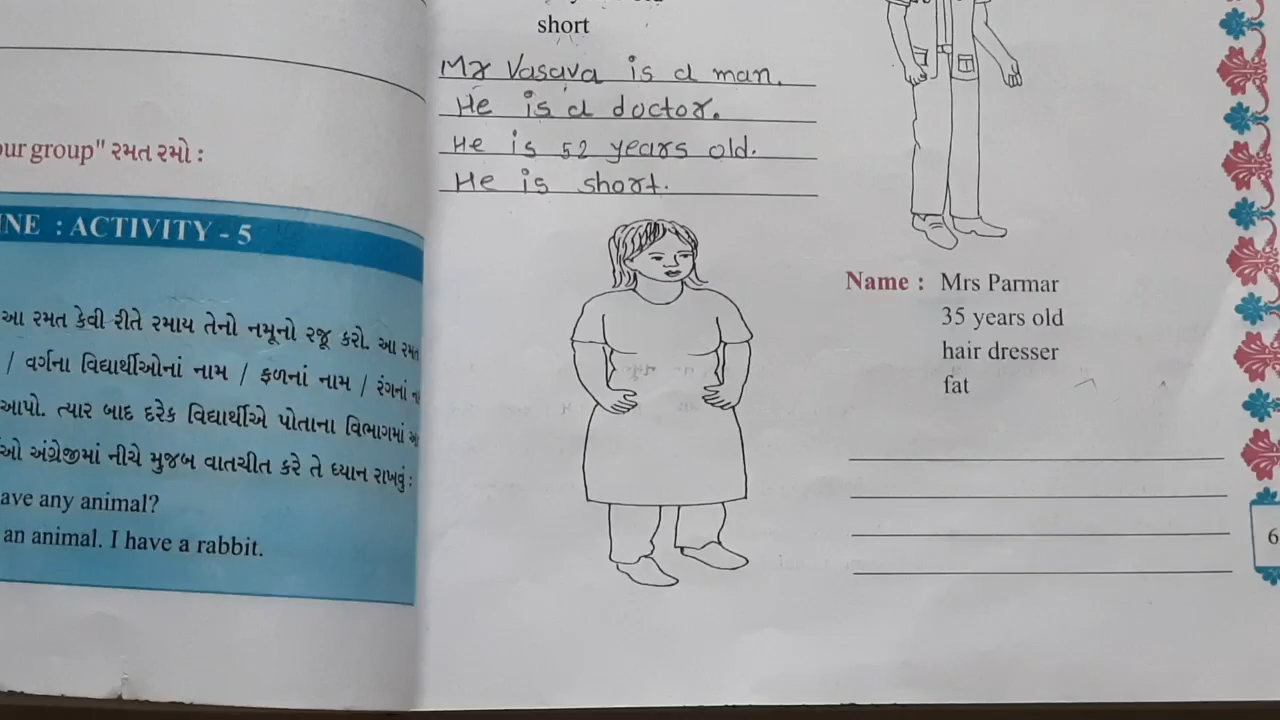 our group" રમત રમો :
INE : ACTIVITY - 5
આ રમત કેવી રીતે રમાય તેનો નમૂનો રજૂ કરો. આ રમત
/ વર્ગના વિદ્યાર્થીઓનાં નામ / ફળનાં નામ / રંગનાં
આપો. ત્યાર બાદ દરેક વિદ્યાર્થીએ પોતાના વિભાગમાં
ઓ અંગ્રેજીમાં નીચે મુજબ વાતચીત કરે તે ધ્યાન રાખવું :
ave any animal?
an animal. I have a rabbit.
short
Mr Vasava is a man.
He is a doctor.
He is 52 years old.
He is short.
Name : Mrs Parmar
35 years old
hair dresser
fat
6